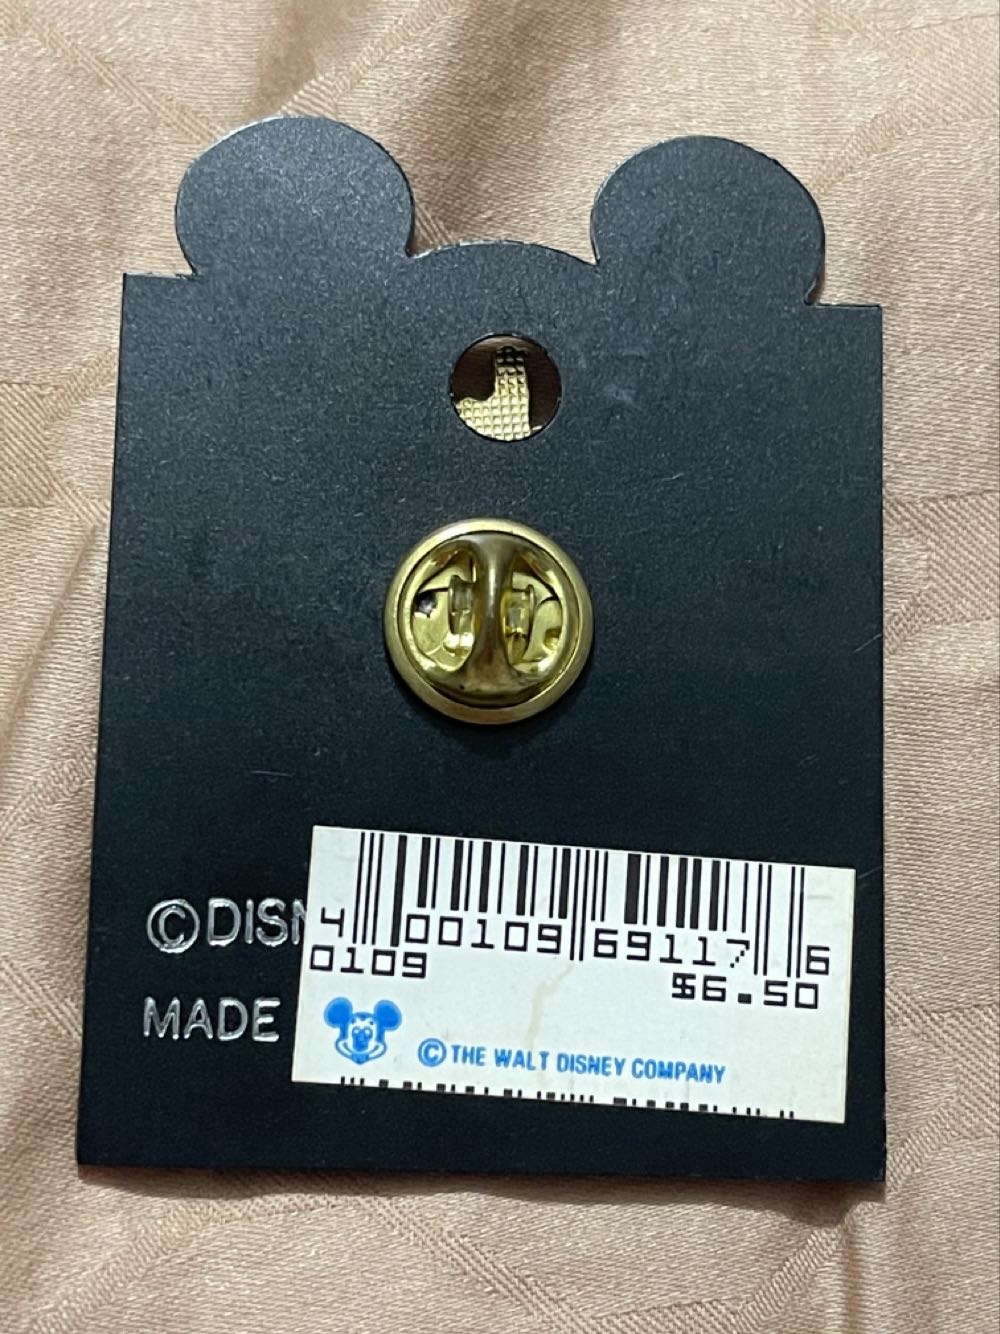 ©DISN
MADE
4 00109 69117 6
0109
$6.50
© THE WALT DISNEY COMPANY